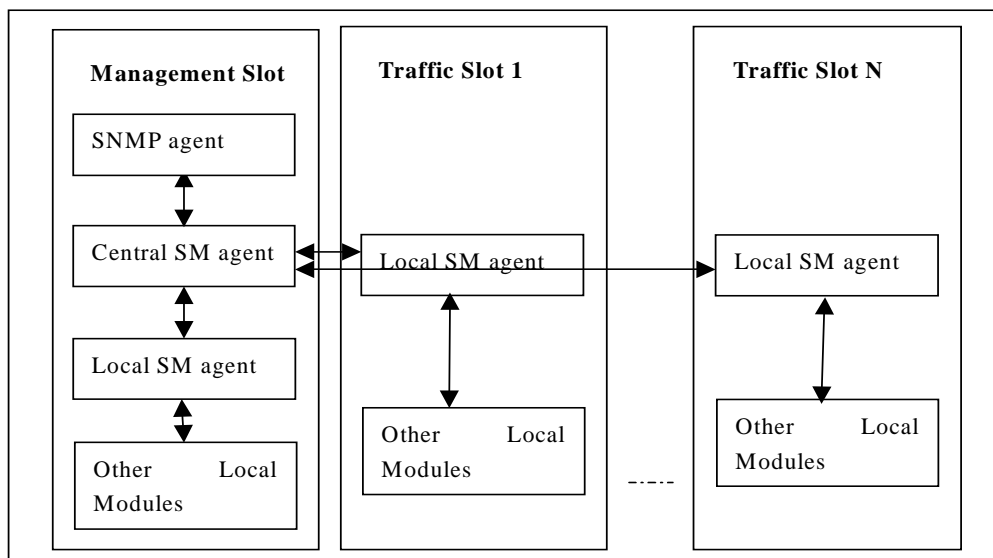 Management Slot
SNMP agent
Central SM agent
Local SM agent
Other Local
Modules
Traffic Slot 1
Local SM agent
Other Local
Modules
Traffic Slot N
Local SM agent
Other Local
Modules